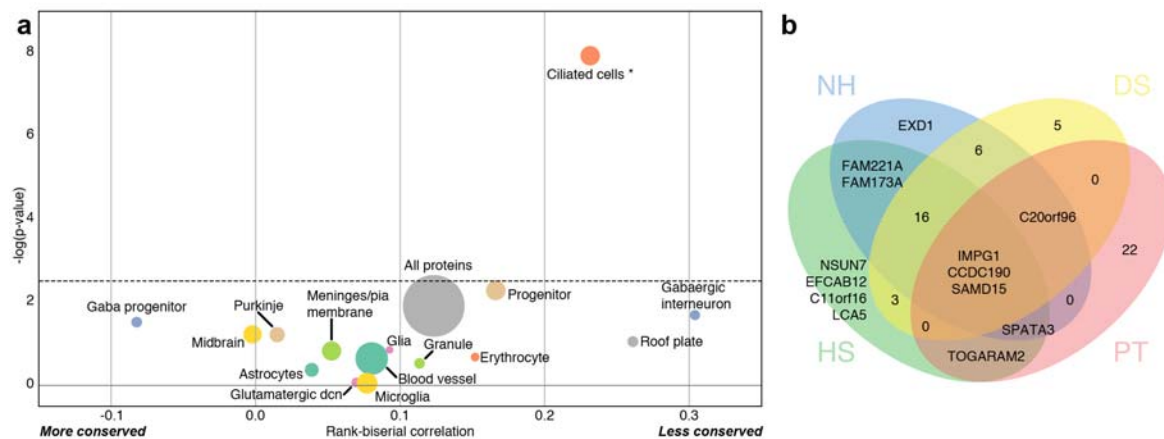 a
8
6
4
2
0
-log(p-value)
Ciliated cells *
All proteins
Gaba progenitor
Purkinje
Meninges/pia
membrane
Progenitor
Gabaergic
interneuron
Midbrain
Glia
Granule
Erythrocyte
Roof plate
Astrocytes
Blood vessel
Glutamatergic dcn
Microglia
-0.1
0.0
0.1
0.2
0.3
More conserved
Rank-biserial correlation
Less conserved
b
NH
DS
EXD1
5
6
FAM221A
FAM173A
0
16
C20orf96
22
IMPG1
CCDC190
SAMD15
NSUN7
EFCAB12
C11orf16
LCA5
3
0
0
SPATA3
TOGARAM2
HS
PT